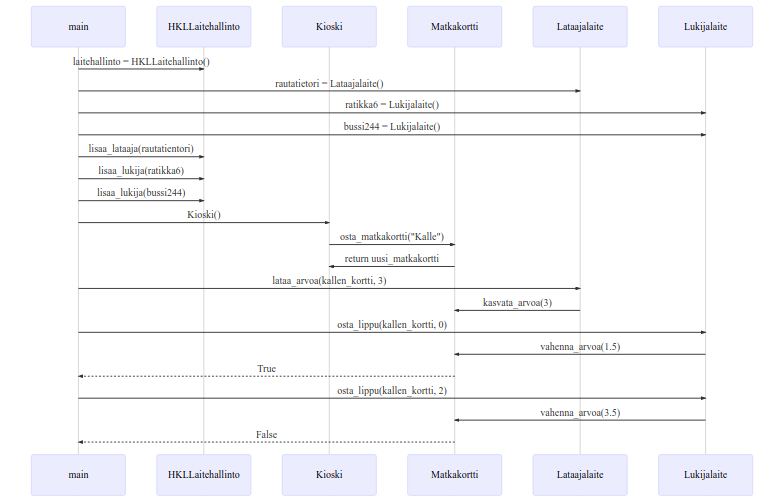 main HKLLaitehallinto Kioski Matkakortti Lataajalaite Lukijalaite
laitehallinto = HKLLaitehallinto()
rautatietori = Lataajalaite()
ratikka6 = Lukijalaite()
bussi244 = Lukijalaite()
lisaa_lataaja(rautatientori)
lisaa_lukija(ratikka6)
lisaa_lukija(bussi244)
Kioski()
osta_matkakortti("Kalle")
return uusi_matkakortti
lataa_arvoa(kallen_kortti, 3)
kasvata_arvoa(3)
osta_lippu(kallen_kortti, 0)
vahenna_arvoa(1.5)
True
osta_lippu(kallen_kortti, 2)
vahenna_arvoa(3.5)
False
main HKLLaitehallinto Kioski Matkakortti Lataajalaite Lukijalaite